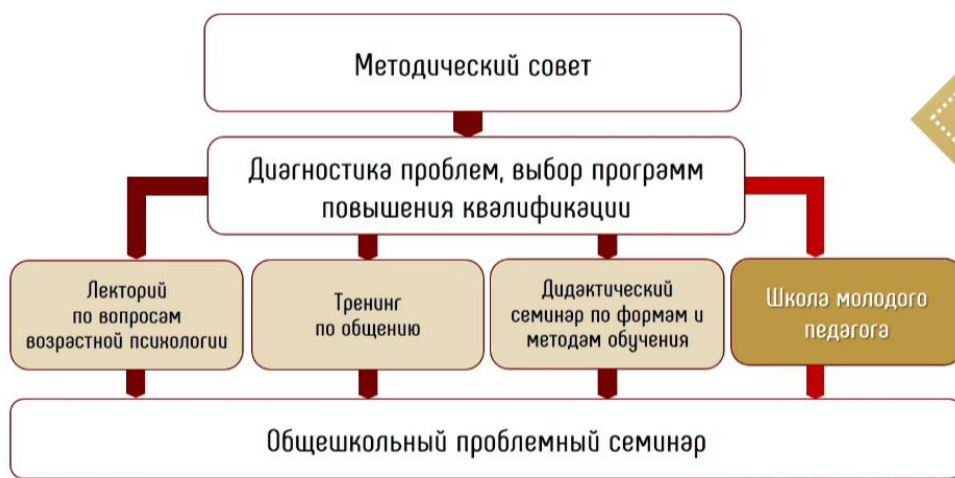 Методический совет
Диагностика проблем, выбор программ
повышения квалификации
Лекторий
по вопросам
возрастной психологии
Тренинг
по общению
Дидактический
семинар по формам и
методам обучения
Школа молодого
педагога
Общешкольный проблемный семинар